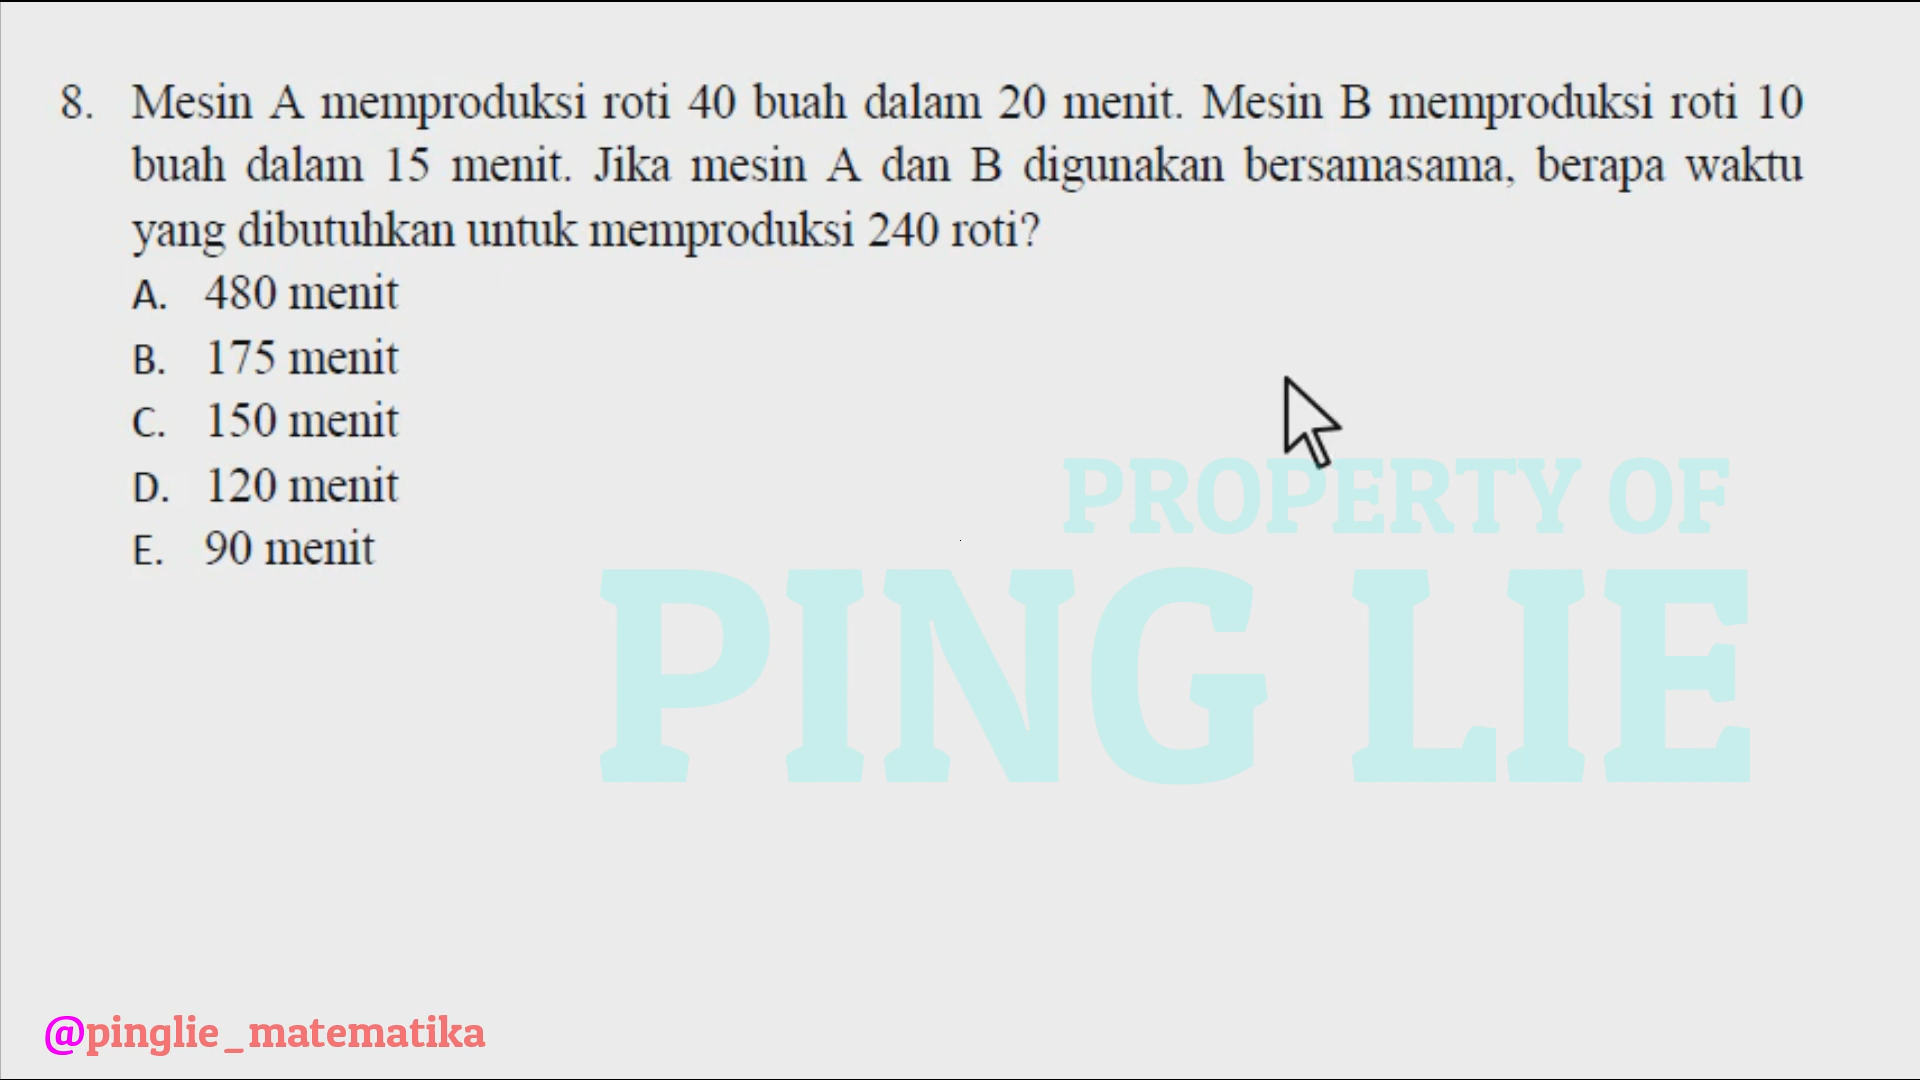 8. Mesin A memproduksi roti 40 buah dalam 20 menit. Mesin B memproduksi roti 10
buah dalam 15 menit. Jika mesin A dan B digunakan bersamasama, berapa waktu
yang dibutuhkan untuk memproduksi 240 roti?
A. 480 menit
B. 175 menit
C. 150 menit
D. 120 menit
E. 90 menit
PROPERTY OF
PING LIE
@pinglie_matematika